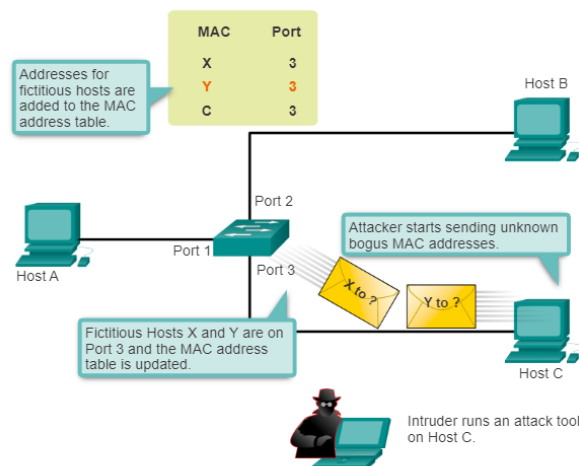 MAC Port
X 3
Y 3
C 3
Addresses for
fictitious hosts are
added to the MAC
address table.
Host B
Port 2
Attacker starts sending unknown
bogus MAC addresses.
Port 1
Host A
Port 3
X to ?
Y to ?
Fictitious Hosts X and Y are on
Port 3 and the MAC address
table is updated.
Host C
Intruder runs an attack tool
on Host C.